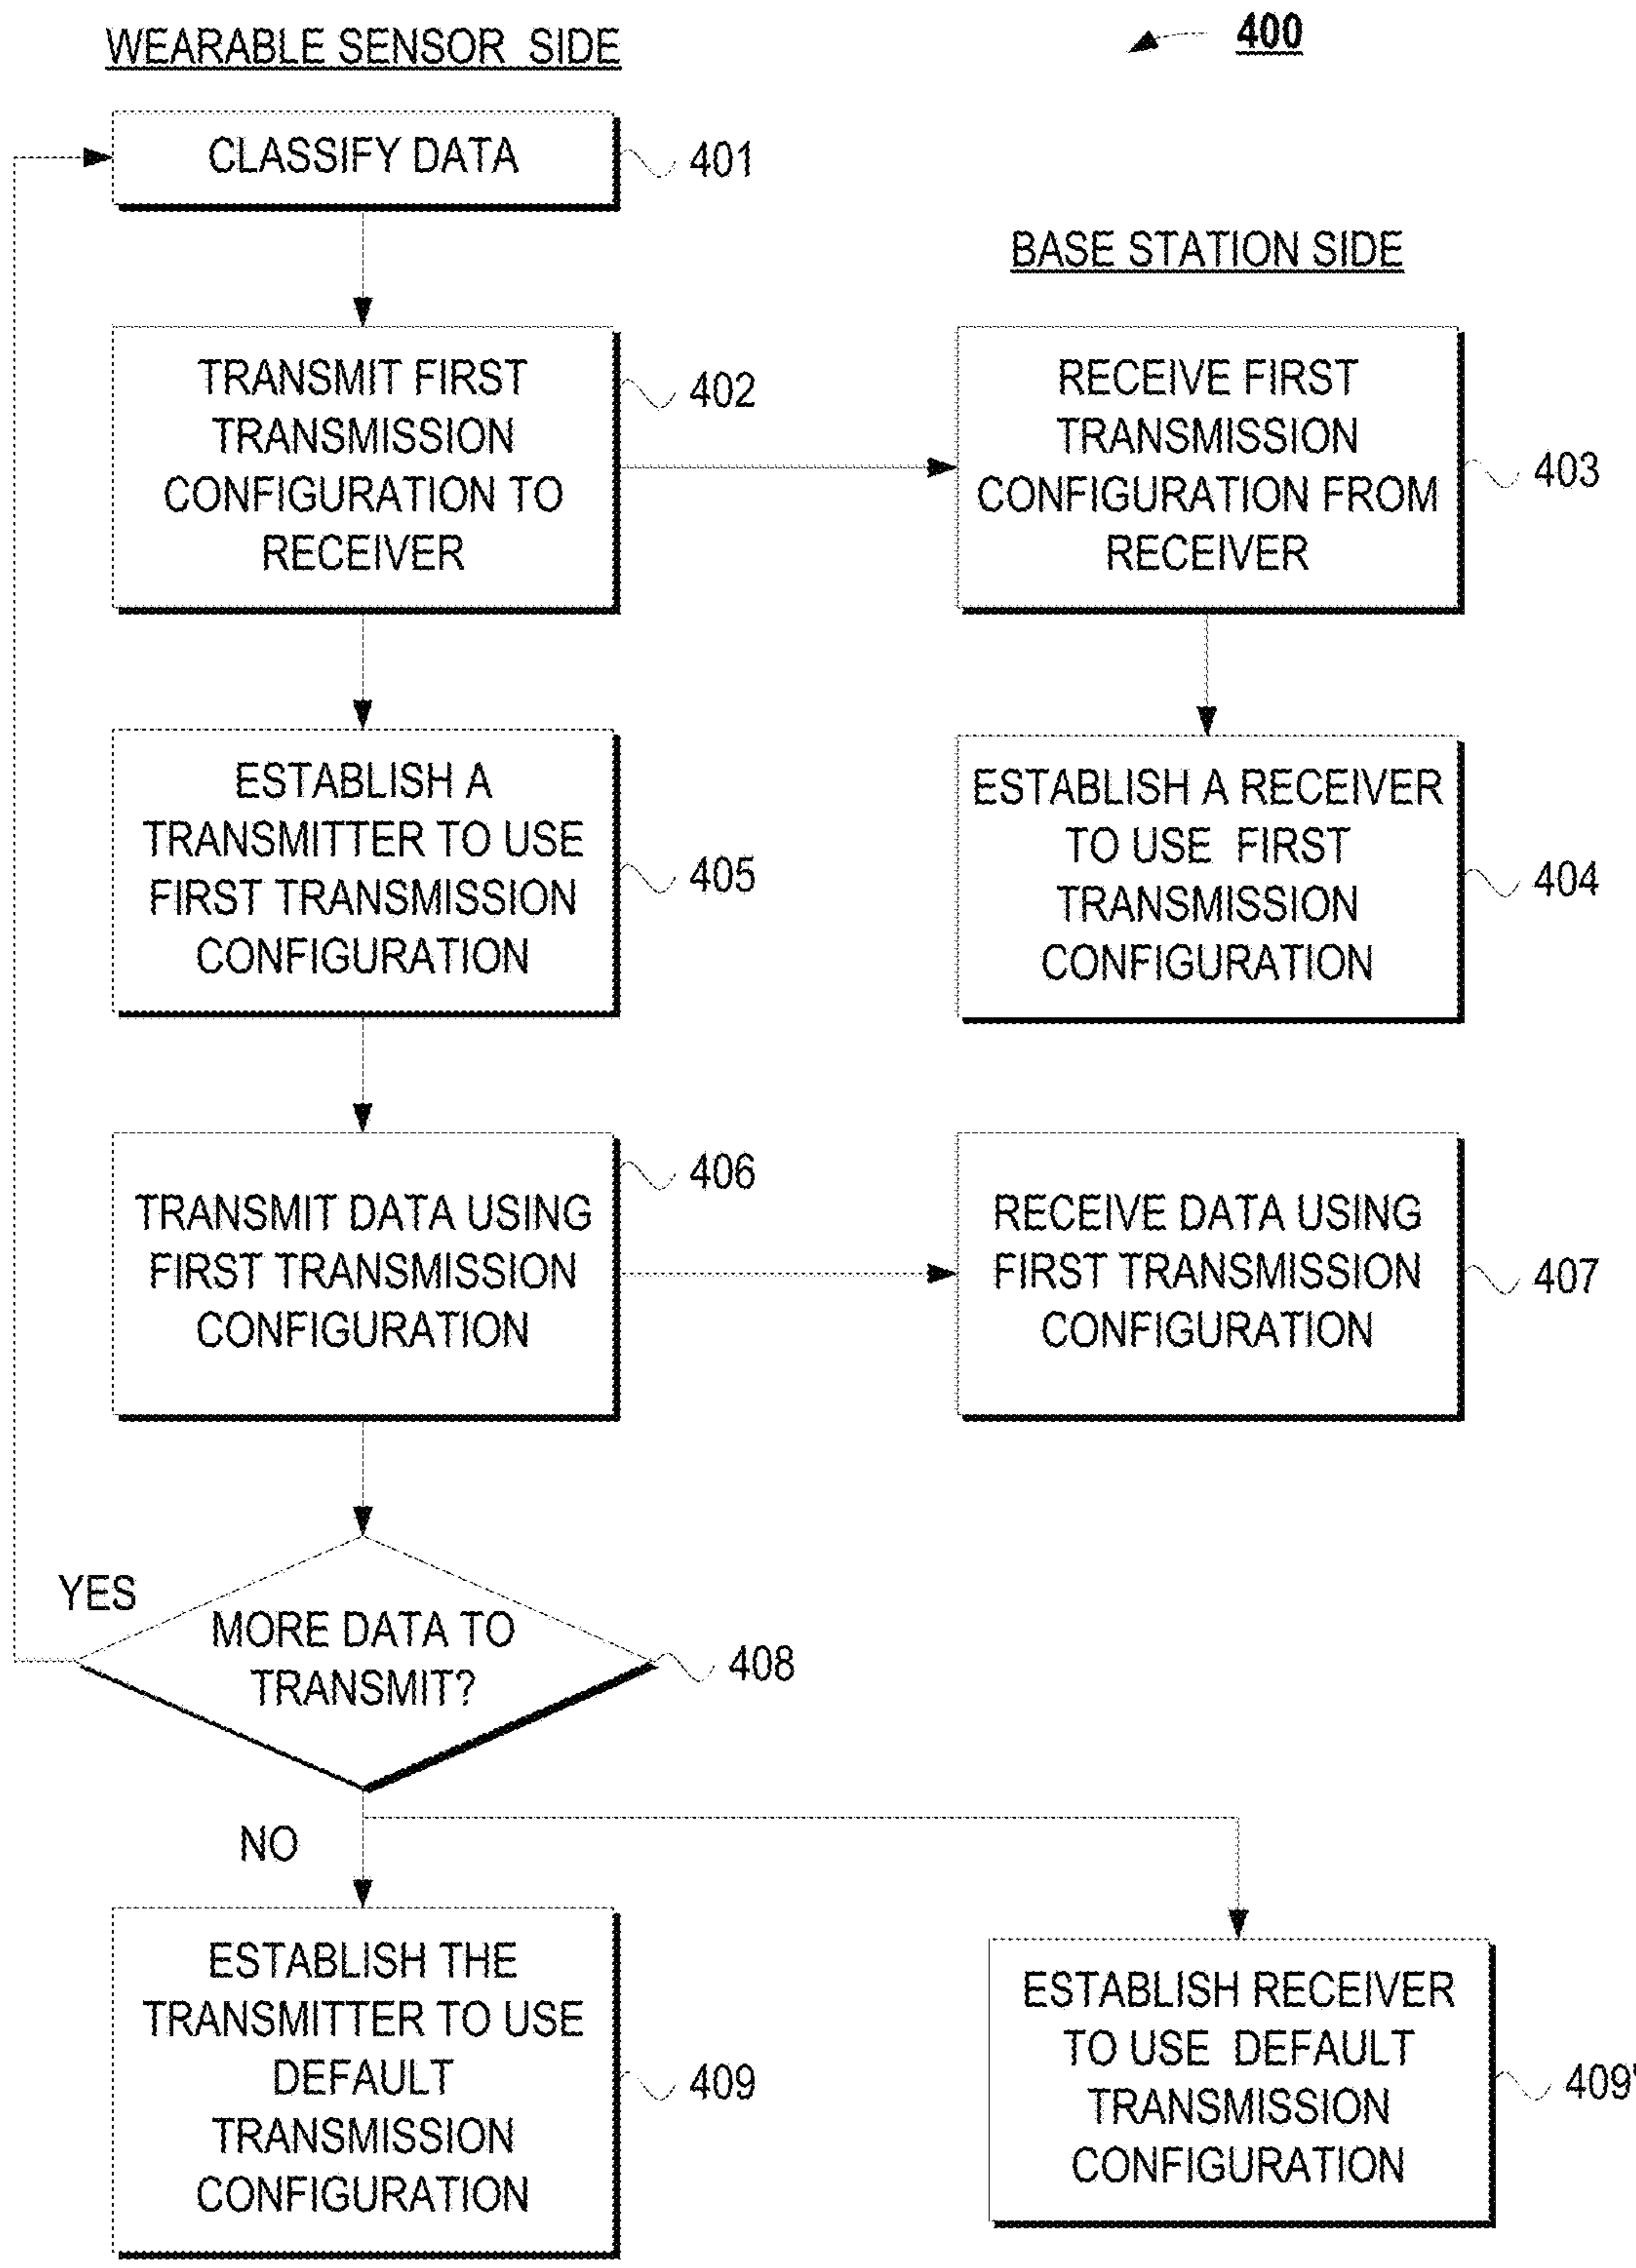 WEARABLE SENSOR SIDE
400
CLASSIFY DATA
401
BASE STATION SIDE
TRANSMIT FIRST
TRANSMISSION
CONFIGURATION TO
RECEIVER
402
RECEIVE FIRST
TRANSMISSION
CONFIGURATION FROM
RECEIVER
403
ESTABLISH A
TRANSMITTER TO USE
FIRST TRANSMISSION
CONFIGURATION
405
ESTABLISH A RECEIVER
TO USE FIRST
TRANSMISSION
CONFIGURATION
404
TRANSMIT DATA USING
FIRST TRANSMISSION
CONFIGURATION
406
RECEIVE DATA USING
FIRST TRANSMISSION
CONFIGURATION
407
YES
MORE DATA TO
TRANSMIT?
408
NO
ESTABLISH THE
TRANSMITTER TO USE
DEFAULT
TRANSMISSION
CONFIGURATION
409
ESTABLISH RECEIVER
TO USE DEFAULT
TRANSMISSION
CONFIGURATION
409'